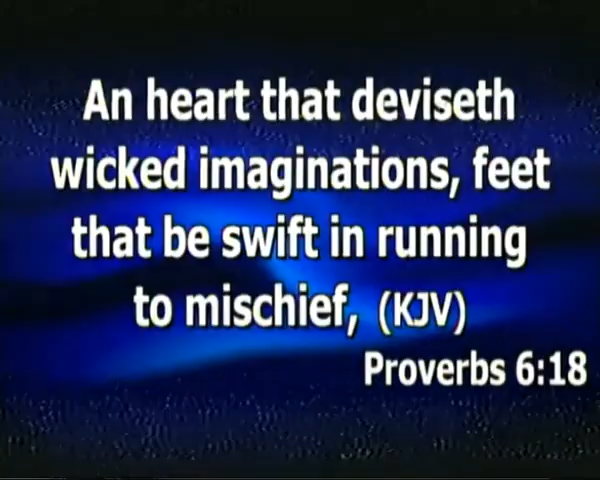 An heart that deviseth
wicked imaginations, feet
that be swift in running
to mischief, (KJV)
Proverbs 6:18